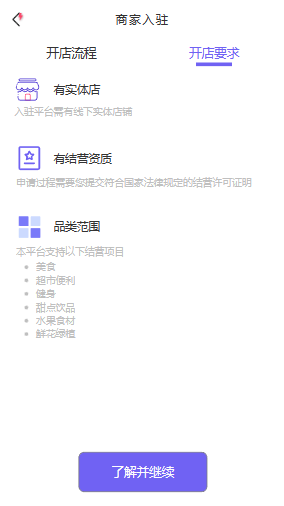 商家入驻
开店流程
开店要求
有实体店
入驻平台需有线下实体店铺
有结营资质
申请过程需要您提交符合国家法律规定的结营许可证明
品类范围
本平台支持以下结营项目
美食
超市便利
健身
甜点饮品
水果食材
鲜花绿植
了解并继续